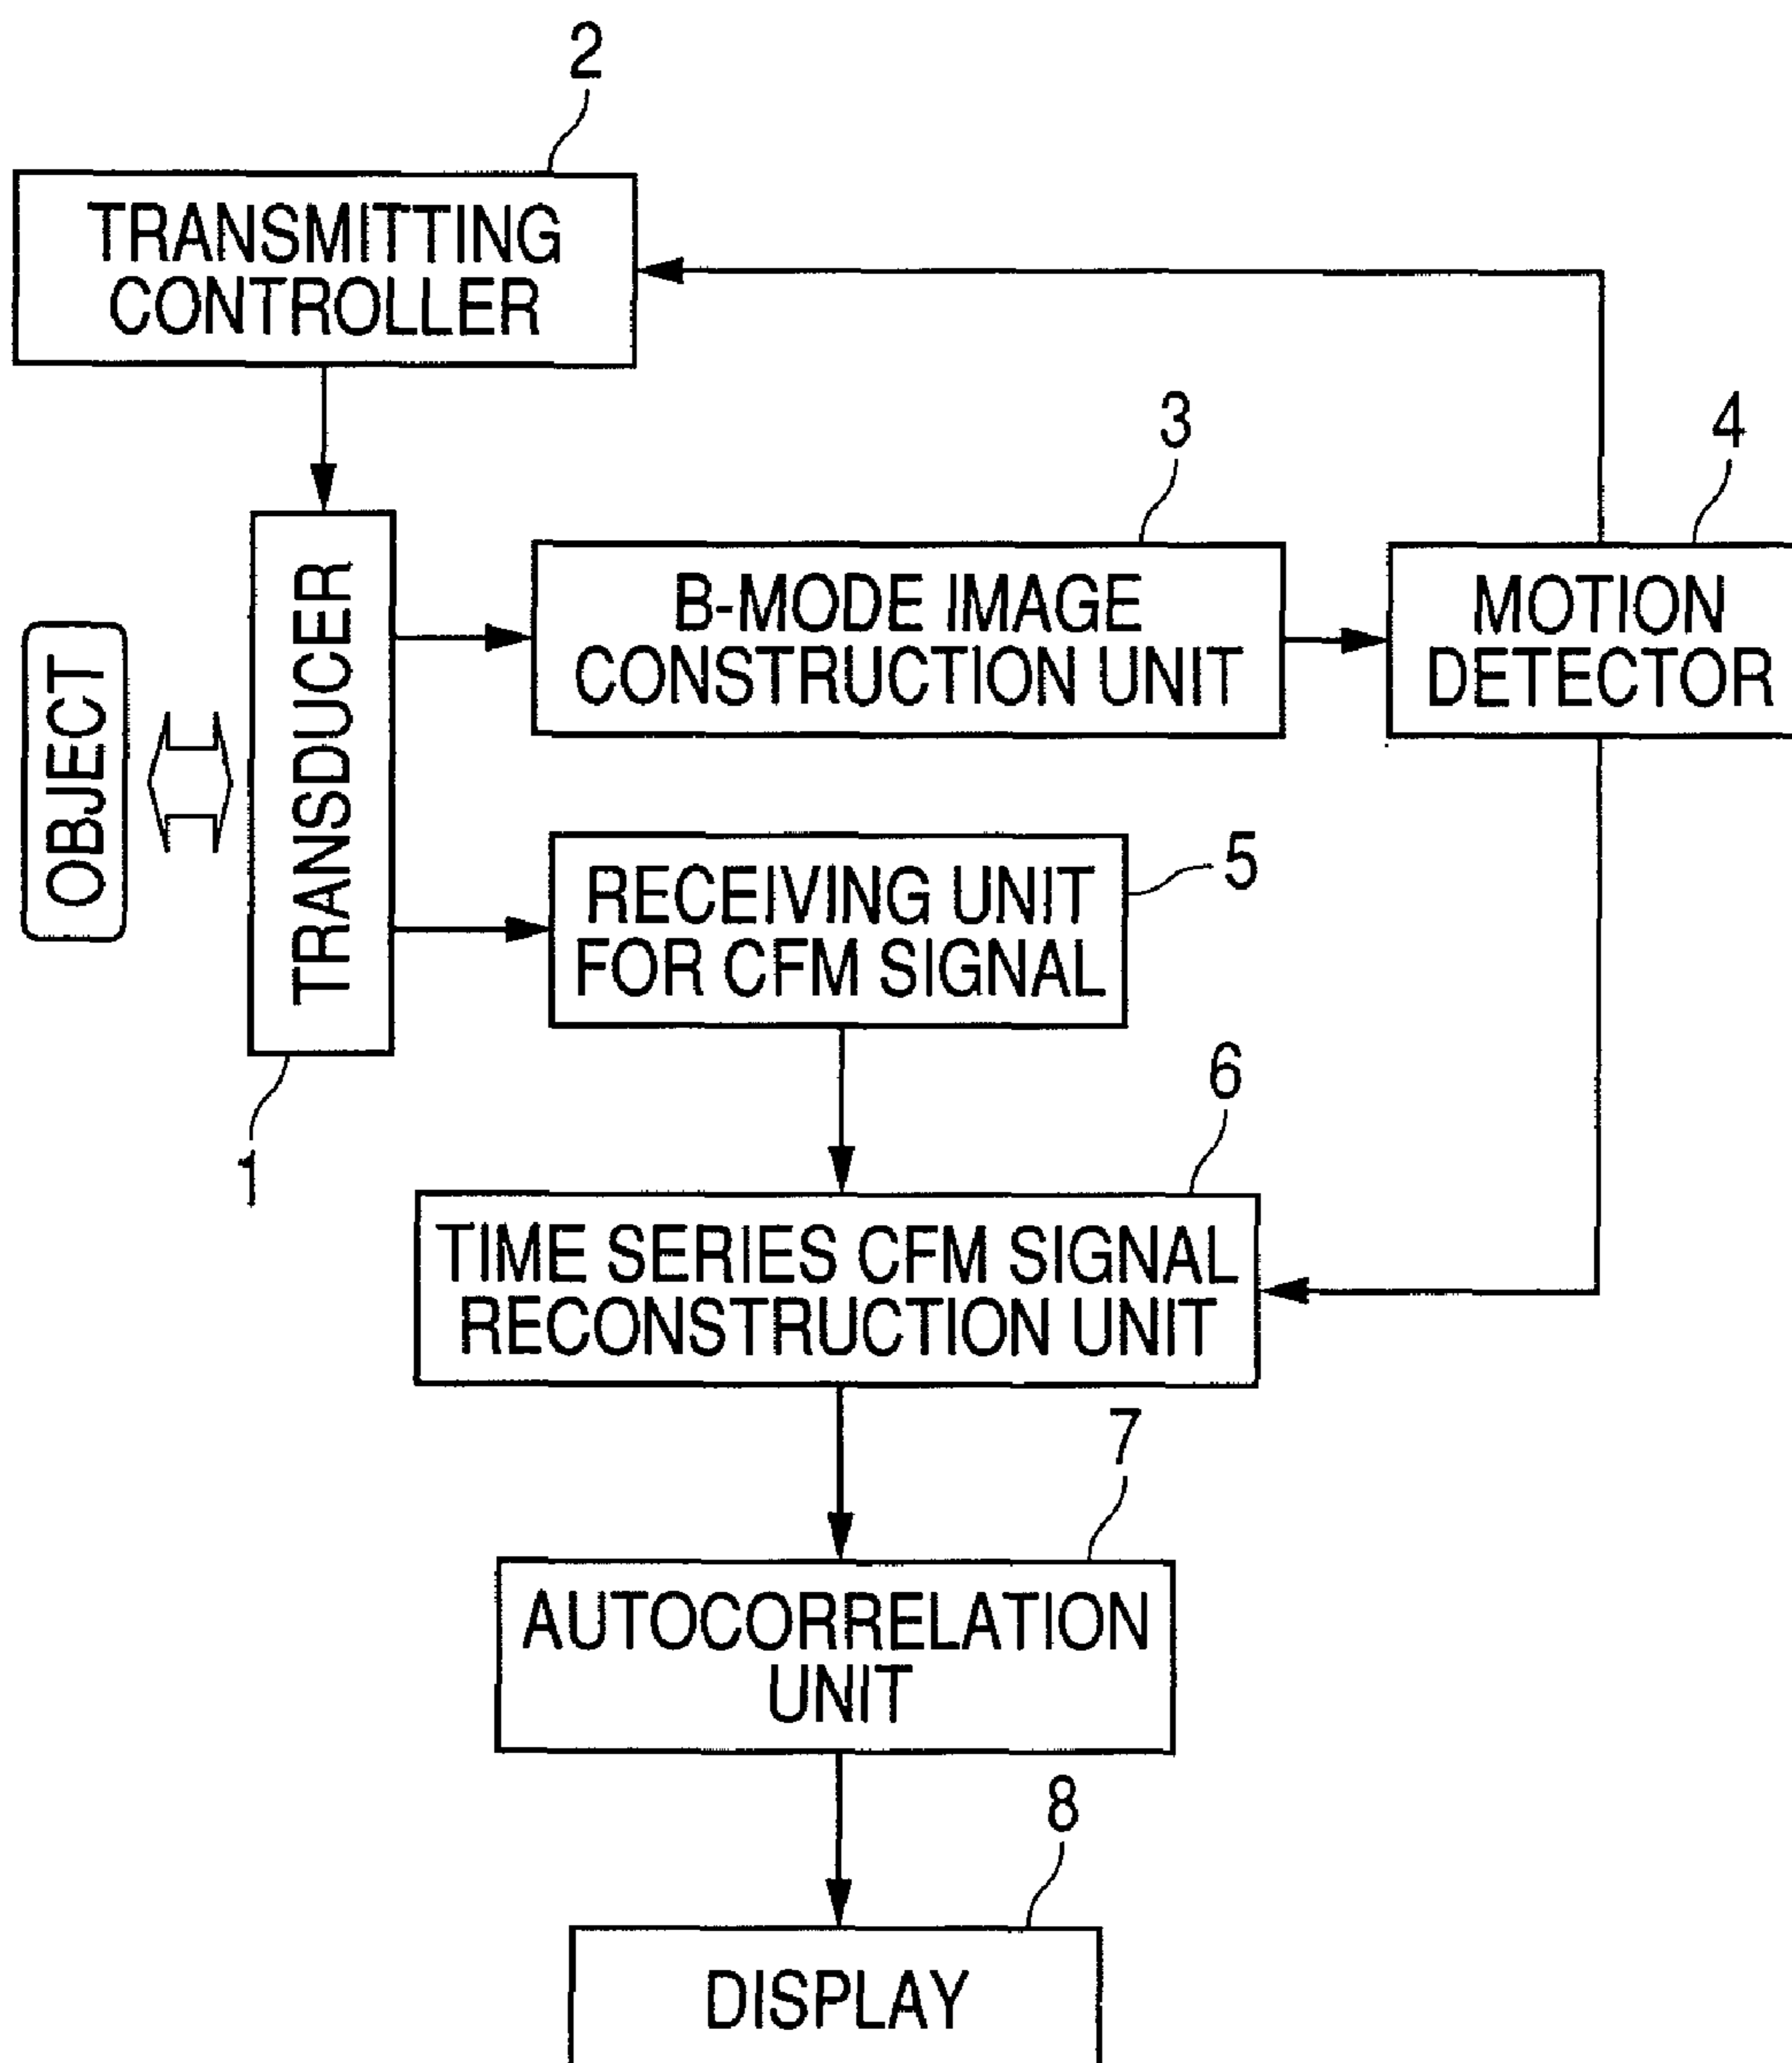 2
TRANSMITTING
CONTROLLER
3
4
B-MODE IMAGE
CONSTRUCTION UNIT
MOTION
DETECTOR
OBJECT
TRANSDUCER
RECEIVING UNIT
FOR CFM SIGNAL
5
1
6
TIME SERIES CFM SIGNAL
RECONSTRUCTION UNIT
7
AUTOCORRELATION
UNIT
8
DISPLAY